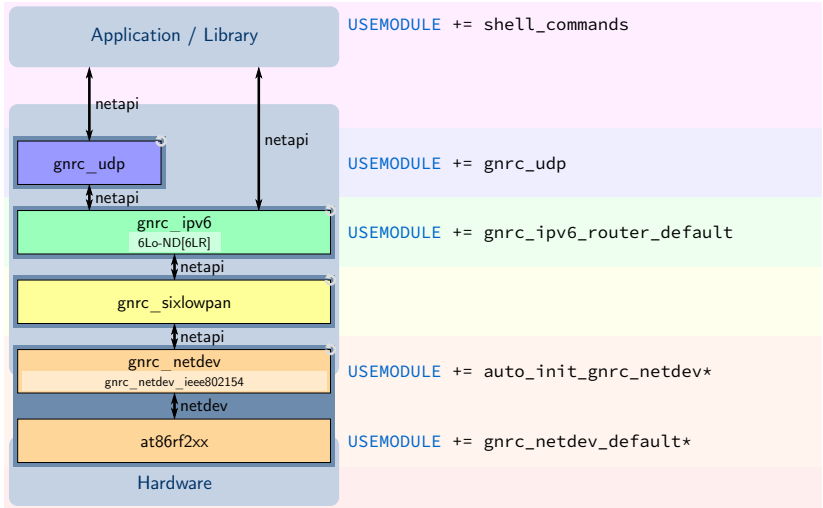 Application / Library
USEMODULE += shell_commands
netapi
netapi
gnrc_udp
USEMODULE += gnrc_udp
netapi
gnrc_ipv6
6Lo-ND[6LR]
USEMODULE += gnrc_ipv6_router_default
netapi
gnrc_sixlowpan
netapi
gnrc_netdev
gnrc_netdev_ieee802154
USEMODULE += auto_init_gnrc_netdev*
netdev
at86rf2xx
USEMODULE += gnrc_netdev_default*
Hardware